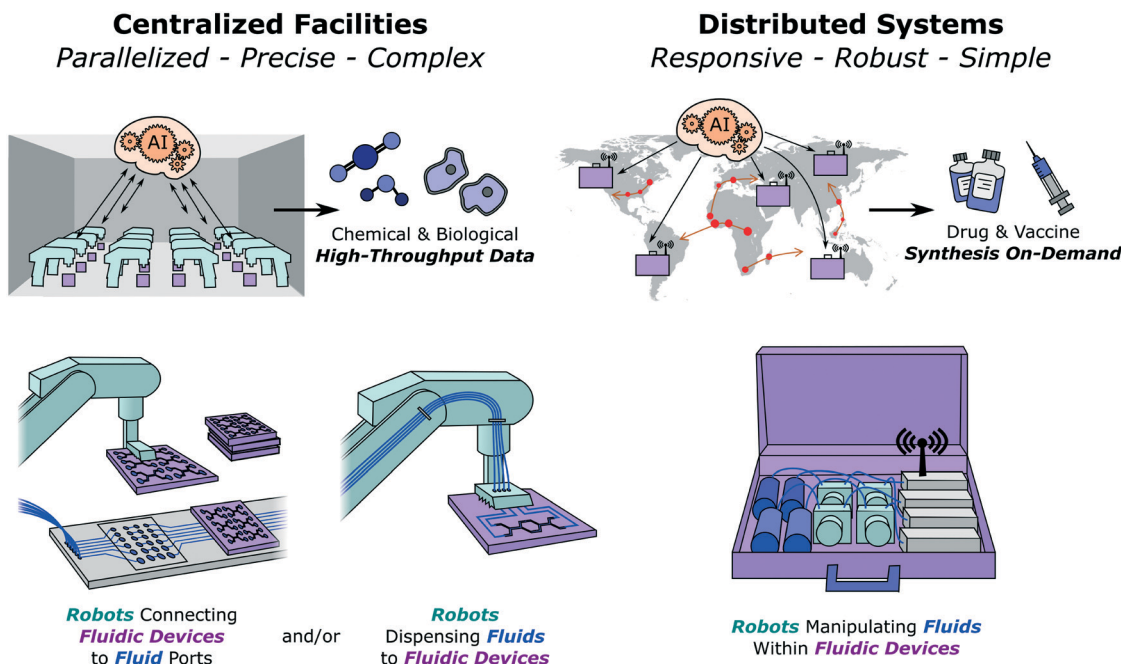 Centralized Facilities
Parallelized - Precise - Complex
AI
Chemical & Biological
High-Throughput Data
Distributed Systems
Responsive - Robust - Simple
AI
Drug & Vaccine
Synthesis On-Demand
Robots Connecting
Fluidic Devices
to Fluid Ports
and/or
Robots
Dispensing Fluids
to Fluidic Devices
Robots Manipulating Fluids
Within Fluidic Devices